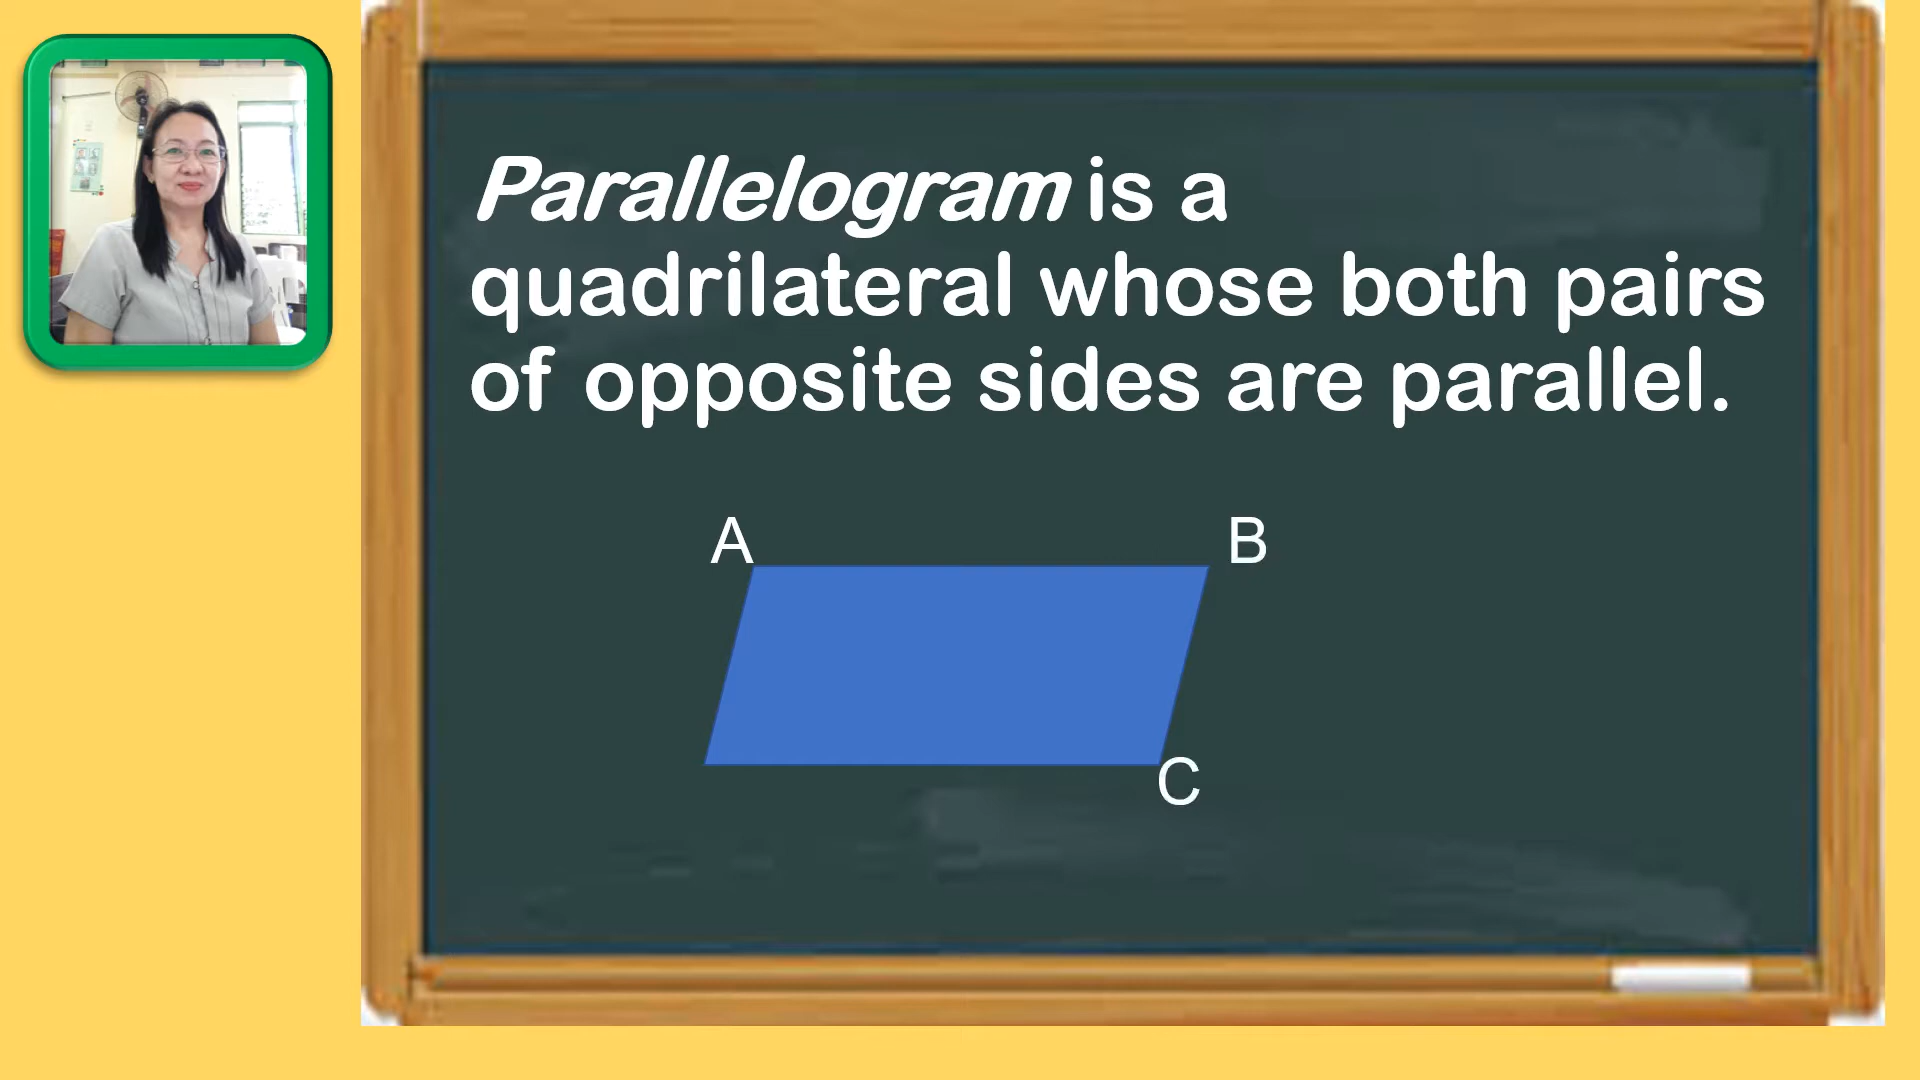 Parallelogram is a
quadrilateral whose both pairs
of opposite sides are parallel.
A
B
C